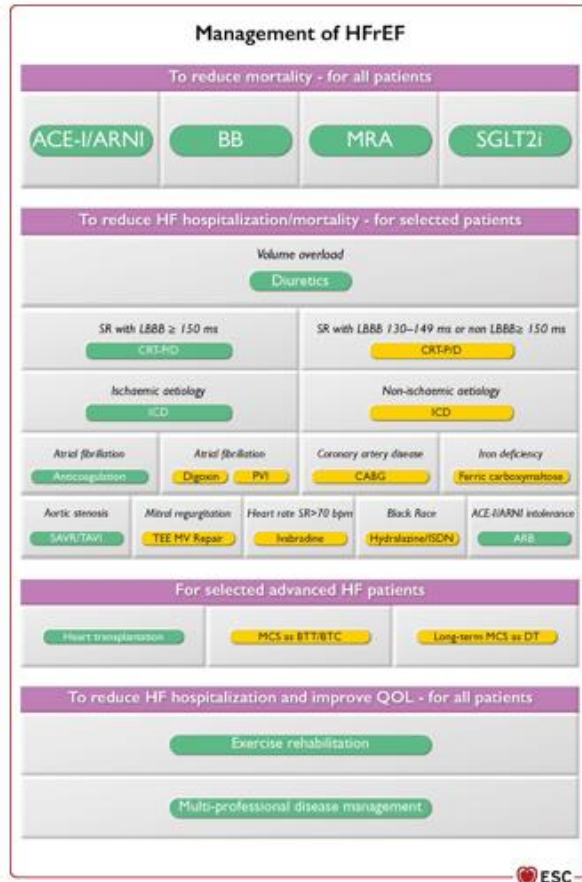 Management of HFrEF
To reduce mortality - for all patients
ACE-I/ARNI
BB
MRA
SGLT2i
To reduce HF hospitalization/mortality - for selected patients
Volume overload
Diuretics
SR with LBBB ≥ 150 ms
SR with LBBB 130–149 ms or non LBBB≥ 150 ms
CRT-P/D
CRT-P/D
Ischaemic aetiology
Non-ischaemic aetiology
ICD
ICD
Atrial fibrillation
Atrial fibrillation
Coronary artery disease
Iron deficiency
Anticoagulation
Digoxin
PVI
CABG
Ferric carboxymaltose
Aortic stenosis
Mitral regurgitation
Heart rate SR>70 bpm
Black Race
ACE-I/ARNI intolerance
SAVR/TAVI
TEE MV Repair
Ivabradine
Hydralazine/ISDN
ARB
For selected advanced HF patients
Heart transplantation
MCS as BTT/BTC
Long-term MCS as DT
To reduce HF hospitalization and improve QOL - for all patients
Exercise rehabilitation
Multi-professional disease management
ESC